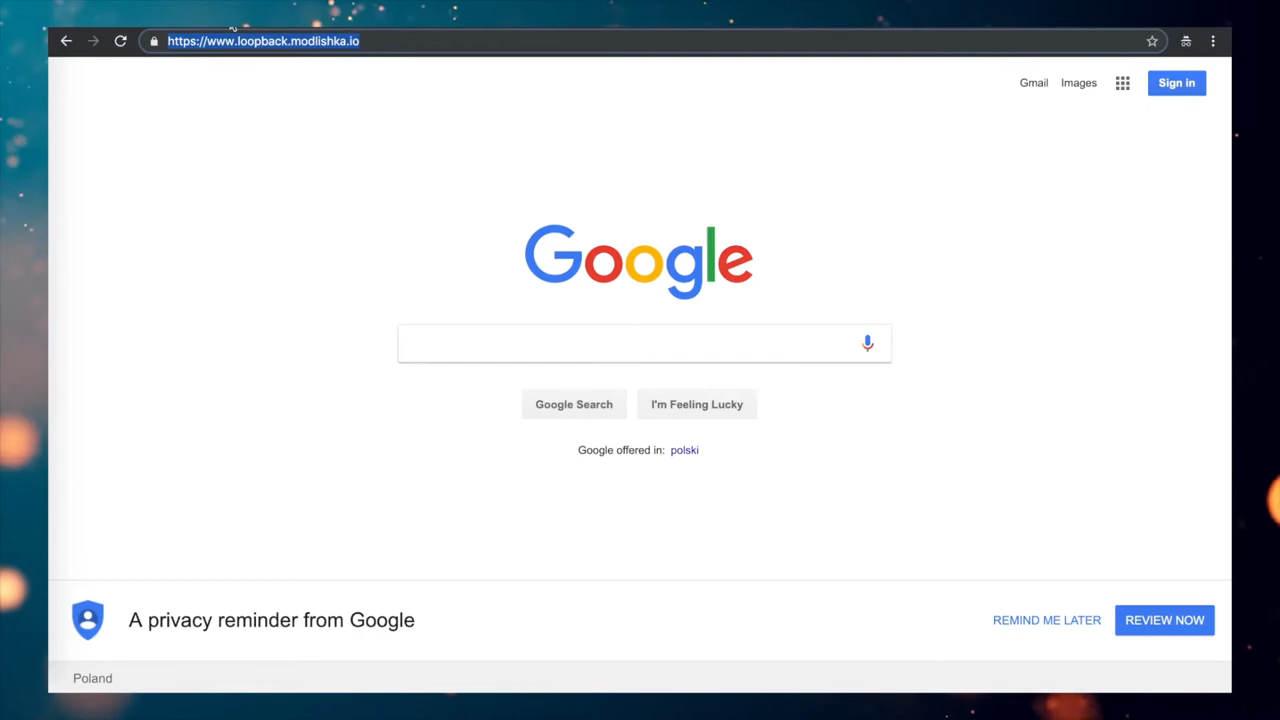 https://www.loopback.modlishka.io
Gmail Images Sign in
Google
Google Search I'm Feeling Lucky
Google offered in: polski
A privacy reminder from Google REMIND ME LATER REVIEW NOW
Poland